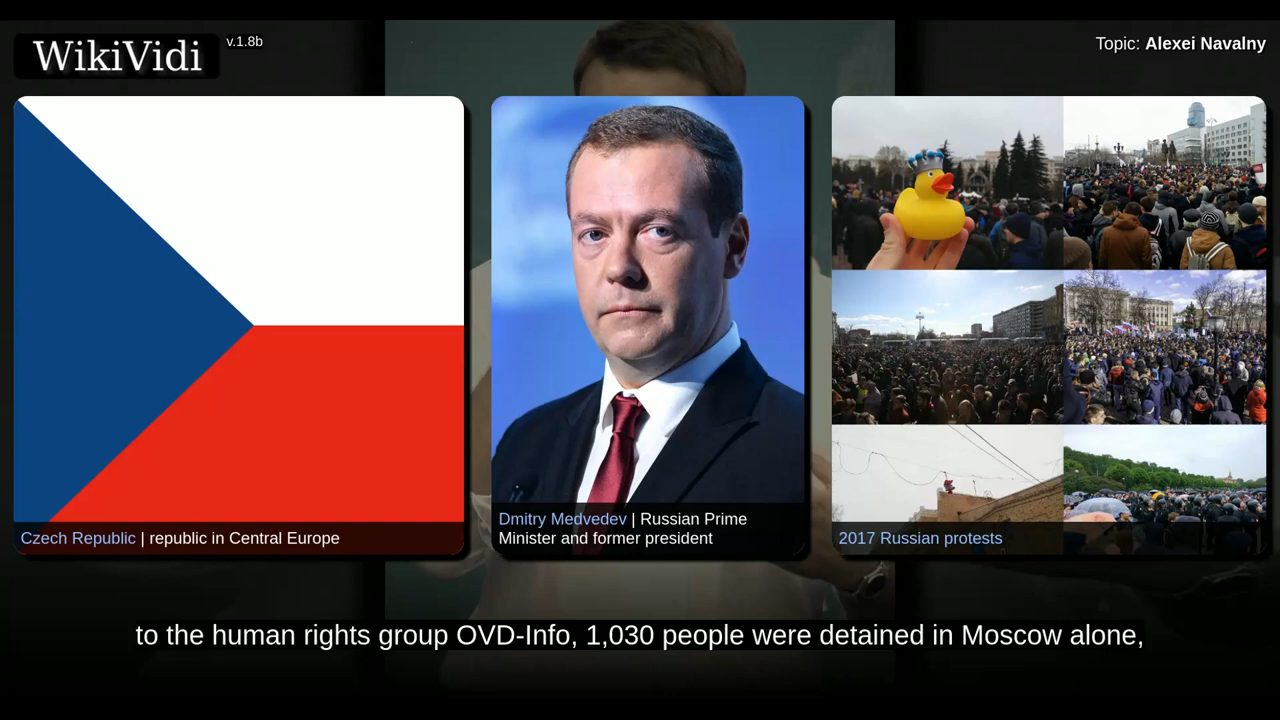 WikiVidi v.1.8b
Topic: Alexei Navalny
Czech Republic | republic in Central Europe
Dmitry Medvedev | Russian Prime
Minister and former president
2017 Russian protests
to the human rights group OVD-Info, 1,030 people were detained in Moscow alone,